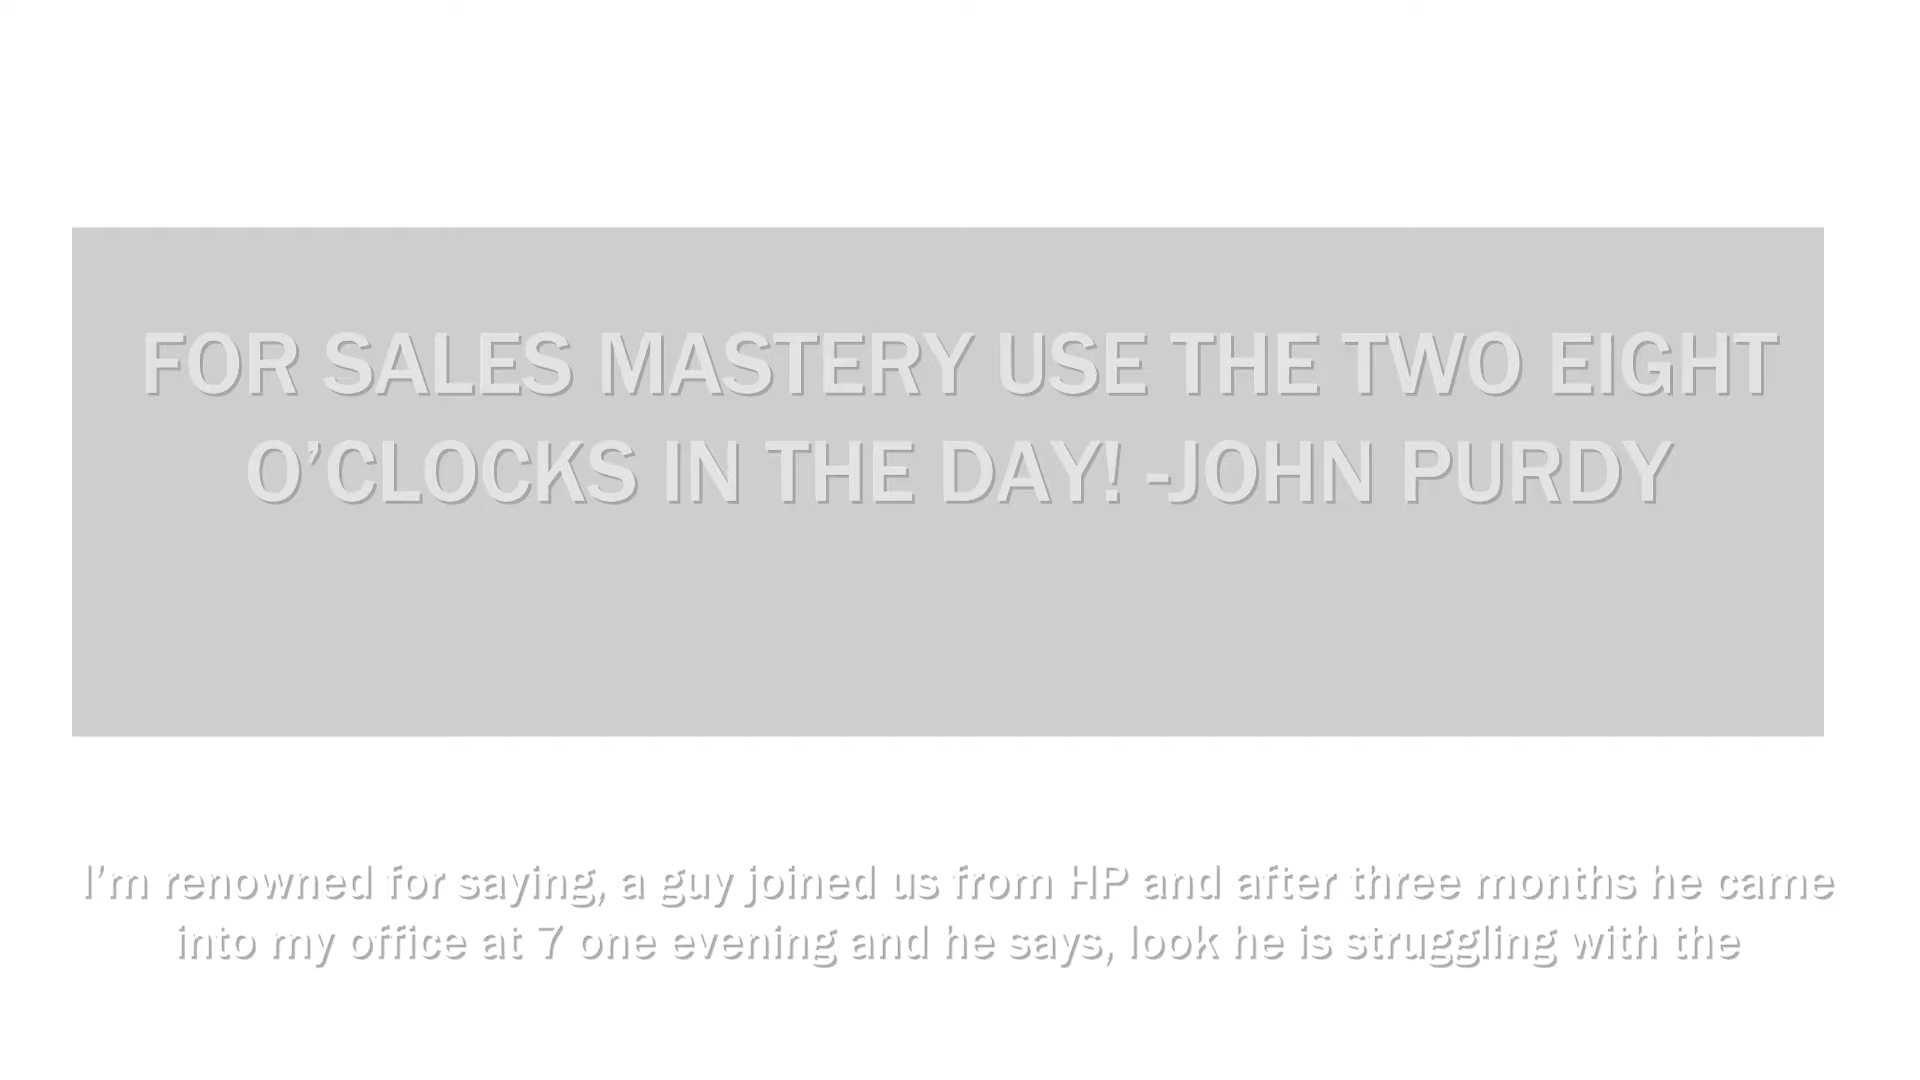 FOR SALES MASTERY USE THE TWO EIGHT
O’CLOCKS IN THE DAY! -JOHN PURDY
I’m renowned for saying, a guy joined us from HP and after three months he came
into my office at 7 one evening and he says, look he is struggling with the